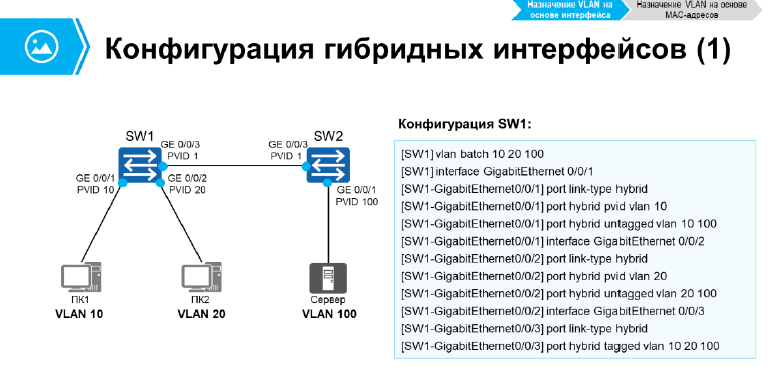 Назначение VLAN на основе интерфейса
Назначение VLAN на основе MAC-адресов
Конфигурация гибридных интерфейсов (1)
SW1
SW2
GE 0/0/3
PVID 1
GE 0/0/3
PVID 1
GE 0/0/1
PVID 10
GE 0/0/2
PVID 20
GE 0/0/1
PVID 100
ПК1
VLAN 10
ПК2
VLAN 20
Сервер
VLAN 100
Конфигурация SW1:
[SW1] vlan batch 10 20 100
[SW1] interface GigabitEthernet 0/0/1
[SW1-GigabitEthernet0/0/1] port link-type hybrid
[SW1-GigabitEthernet0/0/1] port hybrid pvid vlan 10
[SW1-GigabitEthernet0/0/1] port hybrid untagged vlan 10 100
[SW1-GigabitEthernet0/0/1] interface GigabitEthernet 0/0/2
[SW1-GigabitEthernet0/0/2] port link-type hybrid
[SW1-GigabitEthernet0/0/2] port hybrid pvid vlan 20
[SW1-GigabitEthernet0/0/2] port hybrid untagged vlan 20 100
[SW1-GigabitEthernet0/0/2] interface GigabitEthernet 0/0/3
[SW1-GigabitEthernet0/0/3] port link-type hybrid
[SW1-GigabitEthernet0/0/3] port hybrid tagged vlan 10 20 100